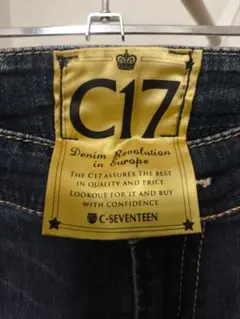 C17
Denim Revolution
in Europe
THE C17 ASSURES THE BEST
IN QUALITY AND PRICE
LOOKOUT FOR IT AND BUY
WITH CONFIDENCE
C-SEVENTEEN